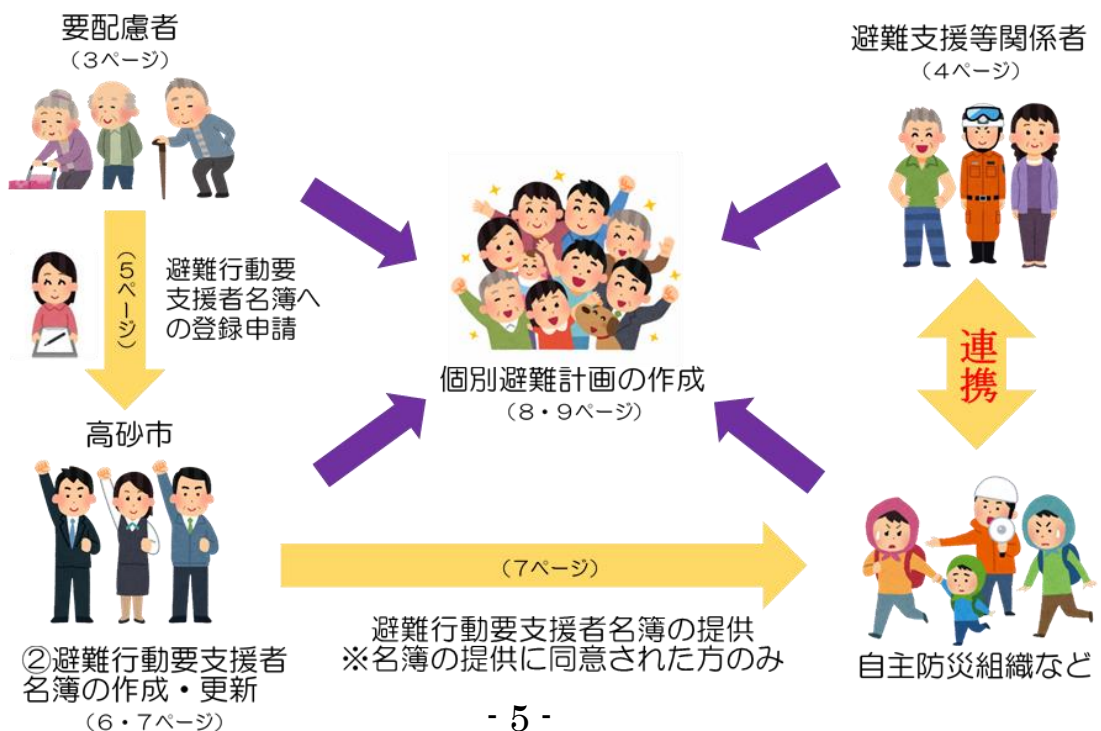 要配慮者
（３ページ）
避難支援等関係者
（４ページ）
（５ページ）
避難行動要
支援者名簿へ
の登録申請
個別避難計画の作成
（８・９ページ）
連携
高砂市
（７ページ）
避難行動要支援者名簿の提供
※名簿の提供に同意された方のみ
②避難行動要支援者
名簿の作成・更新
（６・７ページ）
自主防災組織など
- 5 -